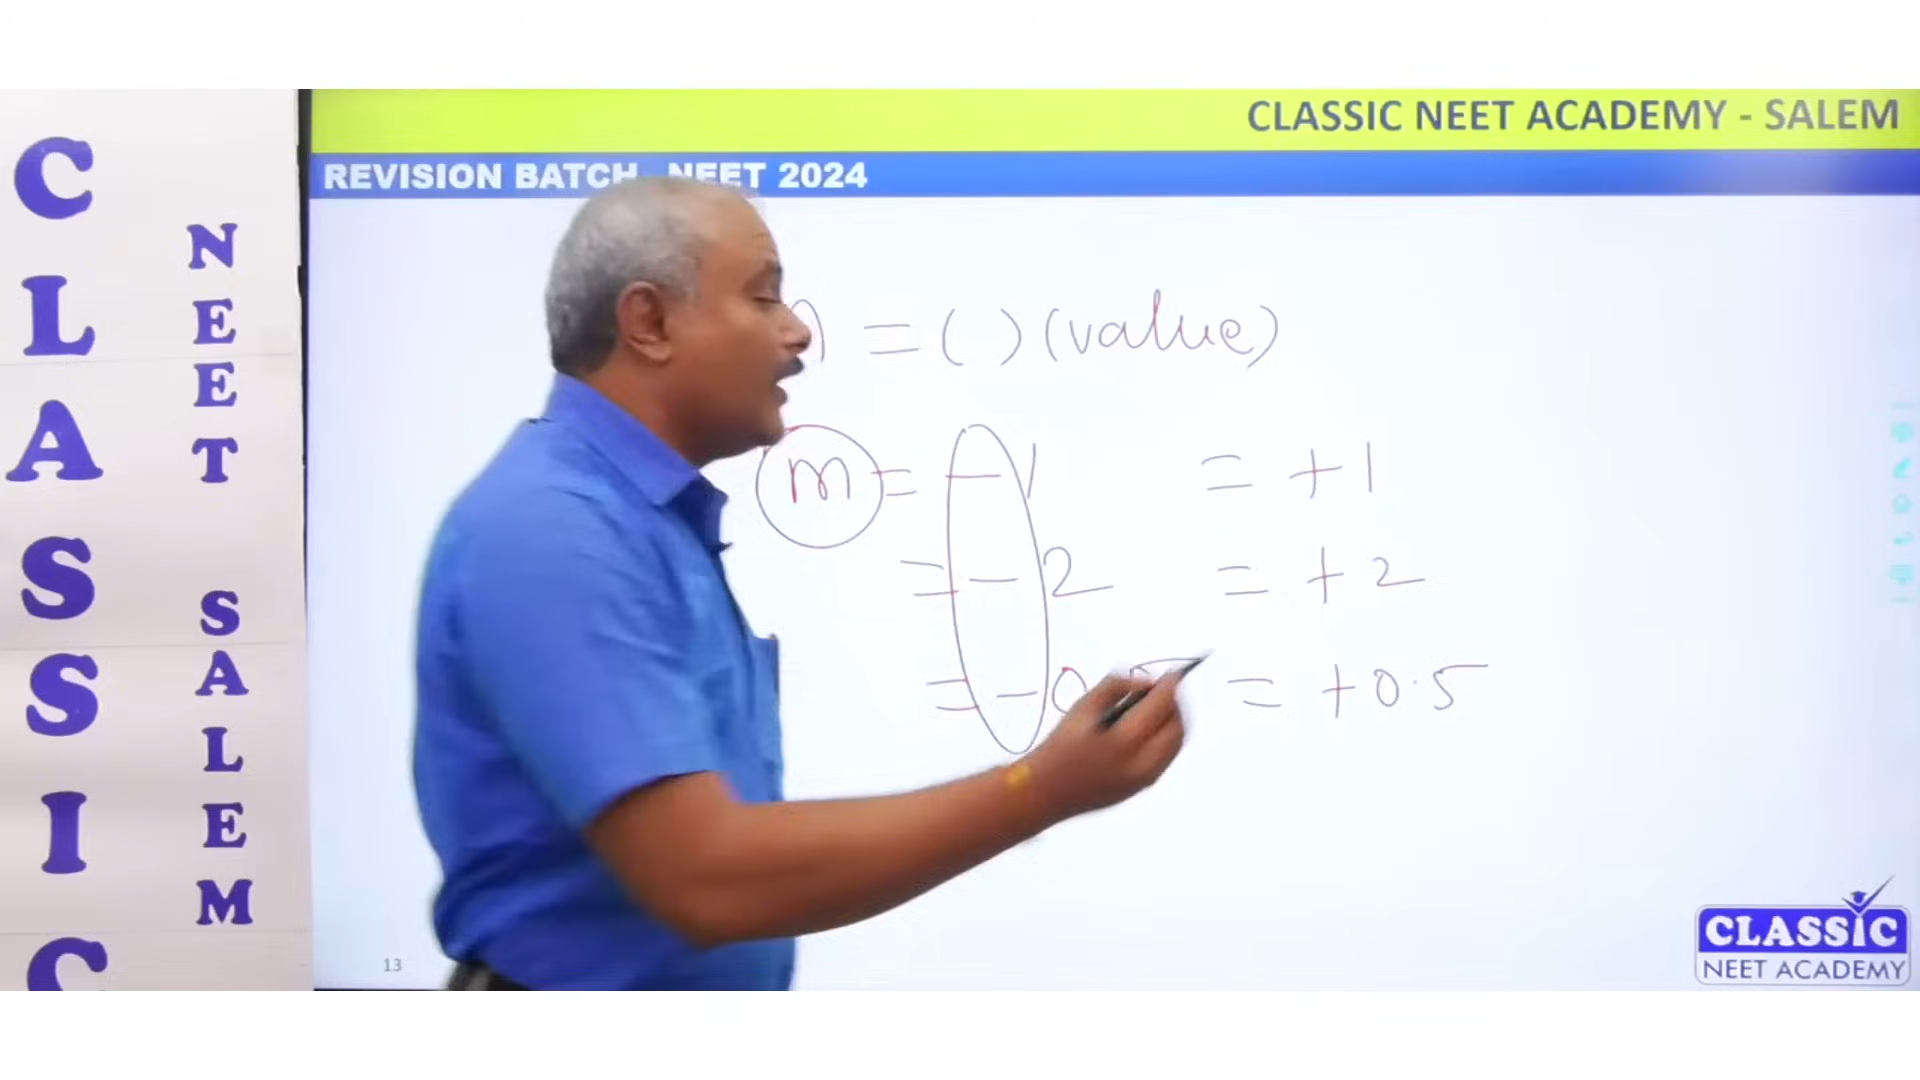 CLASSIC NEET ACADEMY - SALEM
REVISION BATCH NEET 2024
CLASSIC
NEET
SALEM
= ( ) (value)
m = -1 = +1
= -2 = +2
= -0. = +0.5
13
CLASSIC
NEET ACADEMY